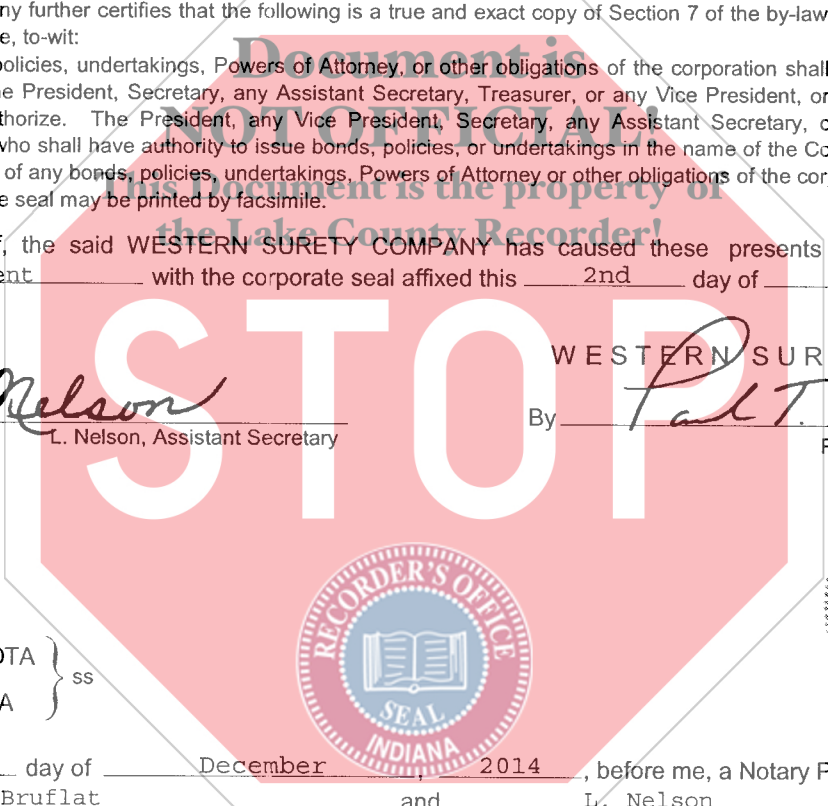 ny further certifies that the following is a true and exact copy of Section 7 of the by-law
e, to-wit:
policies, undertakings, Powers of Attorney, or other obligations of the corporation shall
e President, Secretary, any Assistant Secretary, Treasurer, or any Vice President, or
thorize. The President, any Vice President, Secretary, any Assistant Secretary, o
who shall have authority to issue bonds, policies, or undertakings in the name of the Co
of any bonds, policies, undertakings, Powers of Attorney or other obligations of the cor
e seal may be printed by facsimile.
Document is
NOT OFFICIAL!
This Document is the property of
the Lake County Recorder!
f, the said WESTERN SURETY COMPANY has caused these presents
ent with the corporate seal affixed this 2nd day of
STOP
WESTERN SUR
Nelson
By Paul T.
L. Nelson, Assistant Secretary
RECORDER'S OFFICE
SEAL
INDIANA
OTA
ss
A
day of December, 2014, before me, a Notary P
Bruflat and L. Nelson